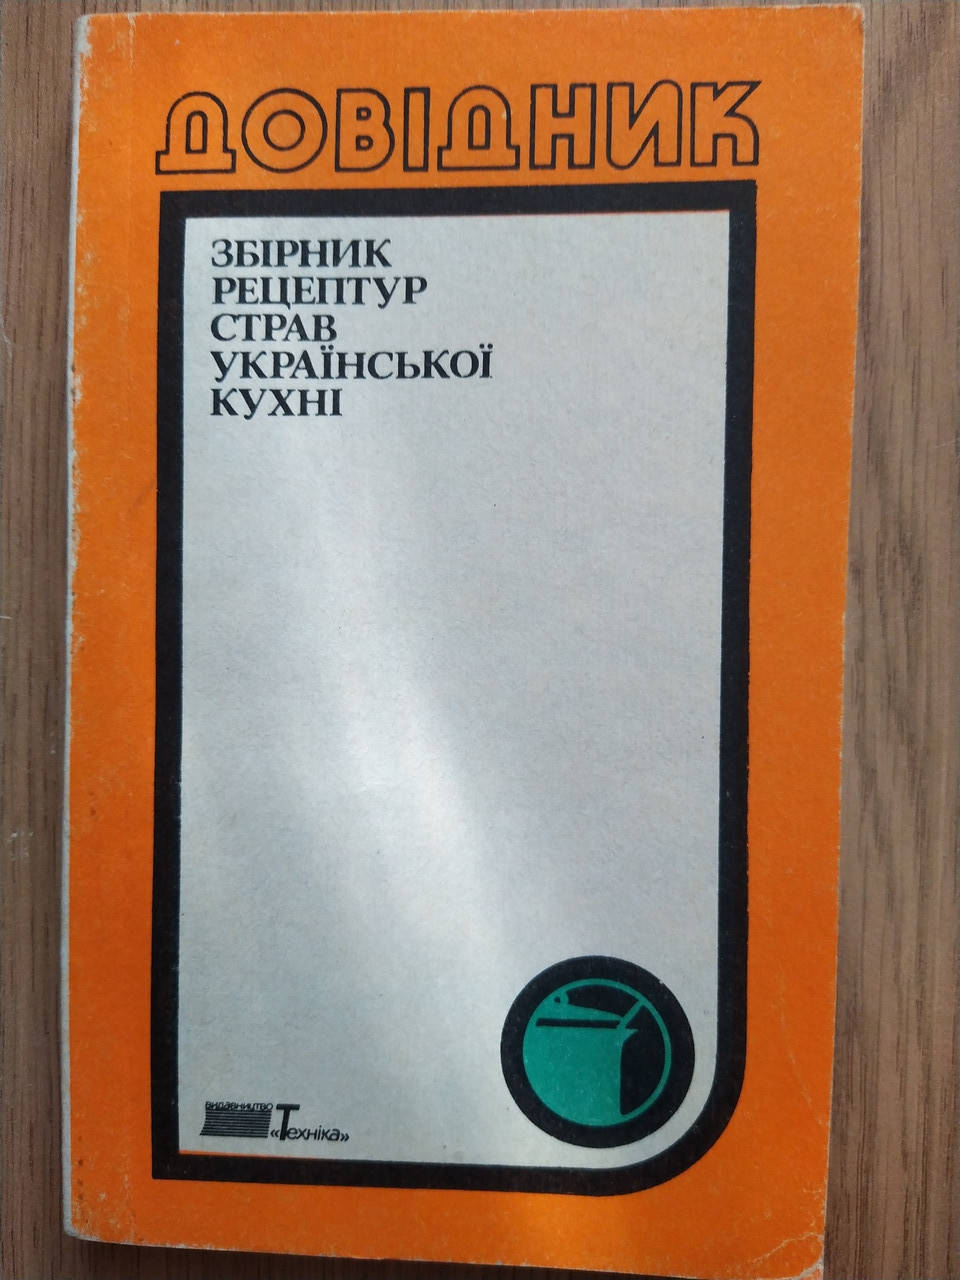 ДОВІДНИК
ЗБІРНИК
РЕЦЕПТУР
СТРАВ
УКРАЇНСЬКОЇ
КУХНІ
видавництво
«Техніка»